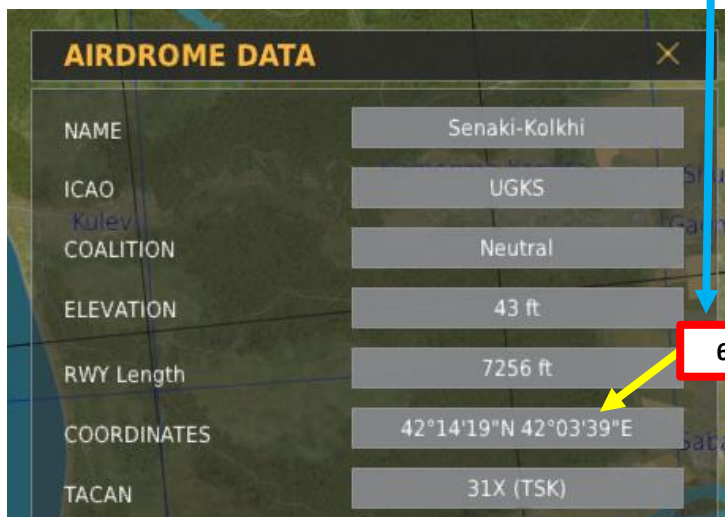 AIRDROME DATA
NAME Senaki-Kolkhi
ICAO UGKS
COALITION Neutral
ELEVATION 43 ft
RWY Length 7256 ft
6
COORDINATES 42°14'19"N 42°03'39"E
TACAN 31X (TSK)